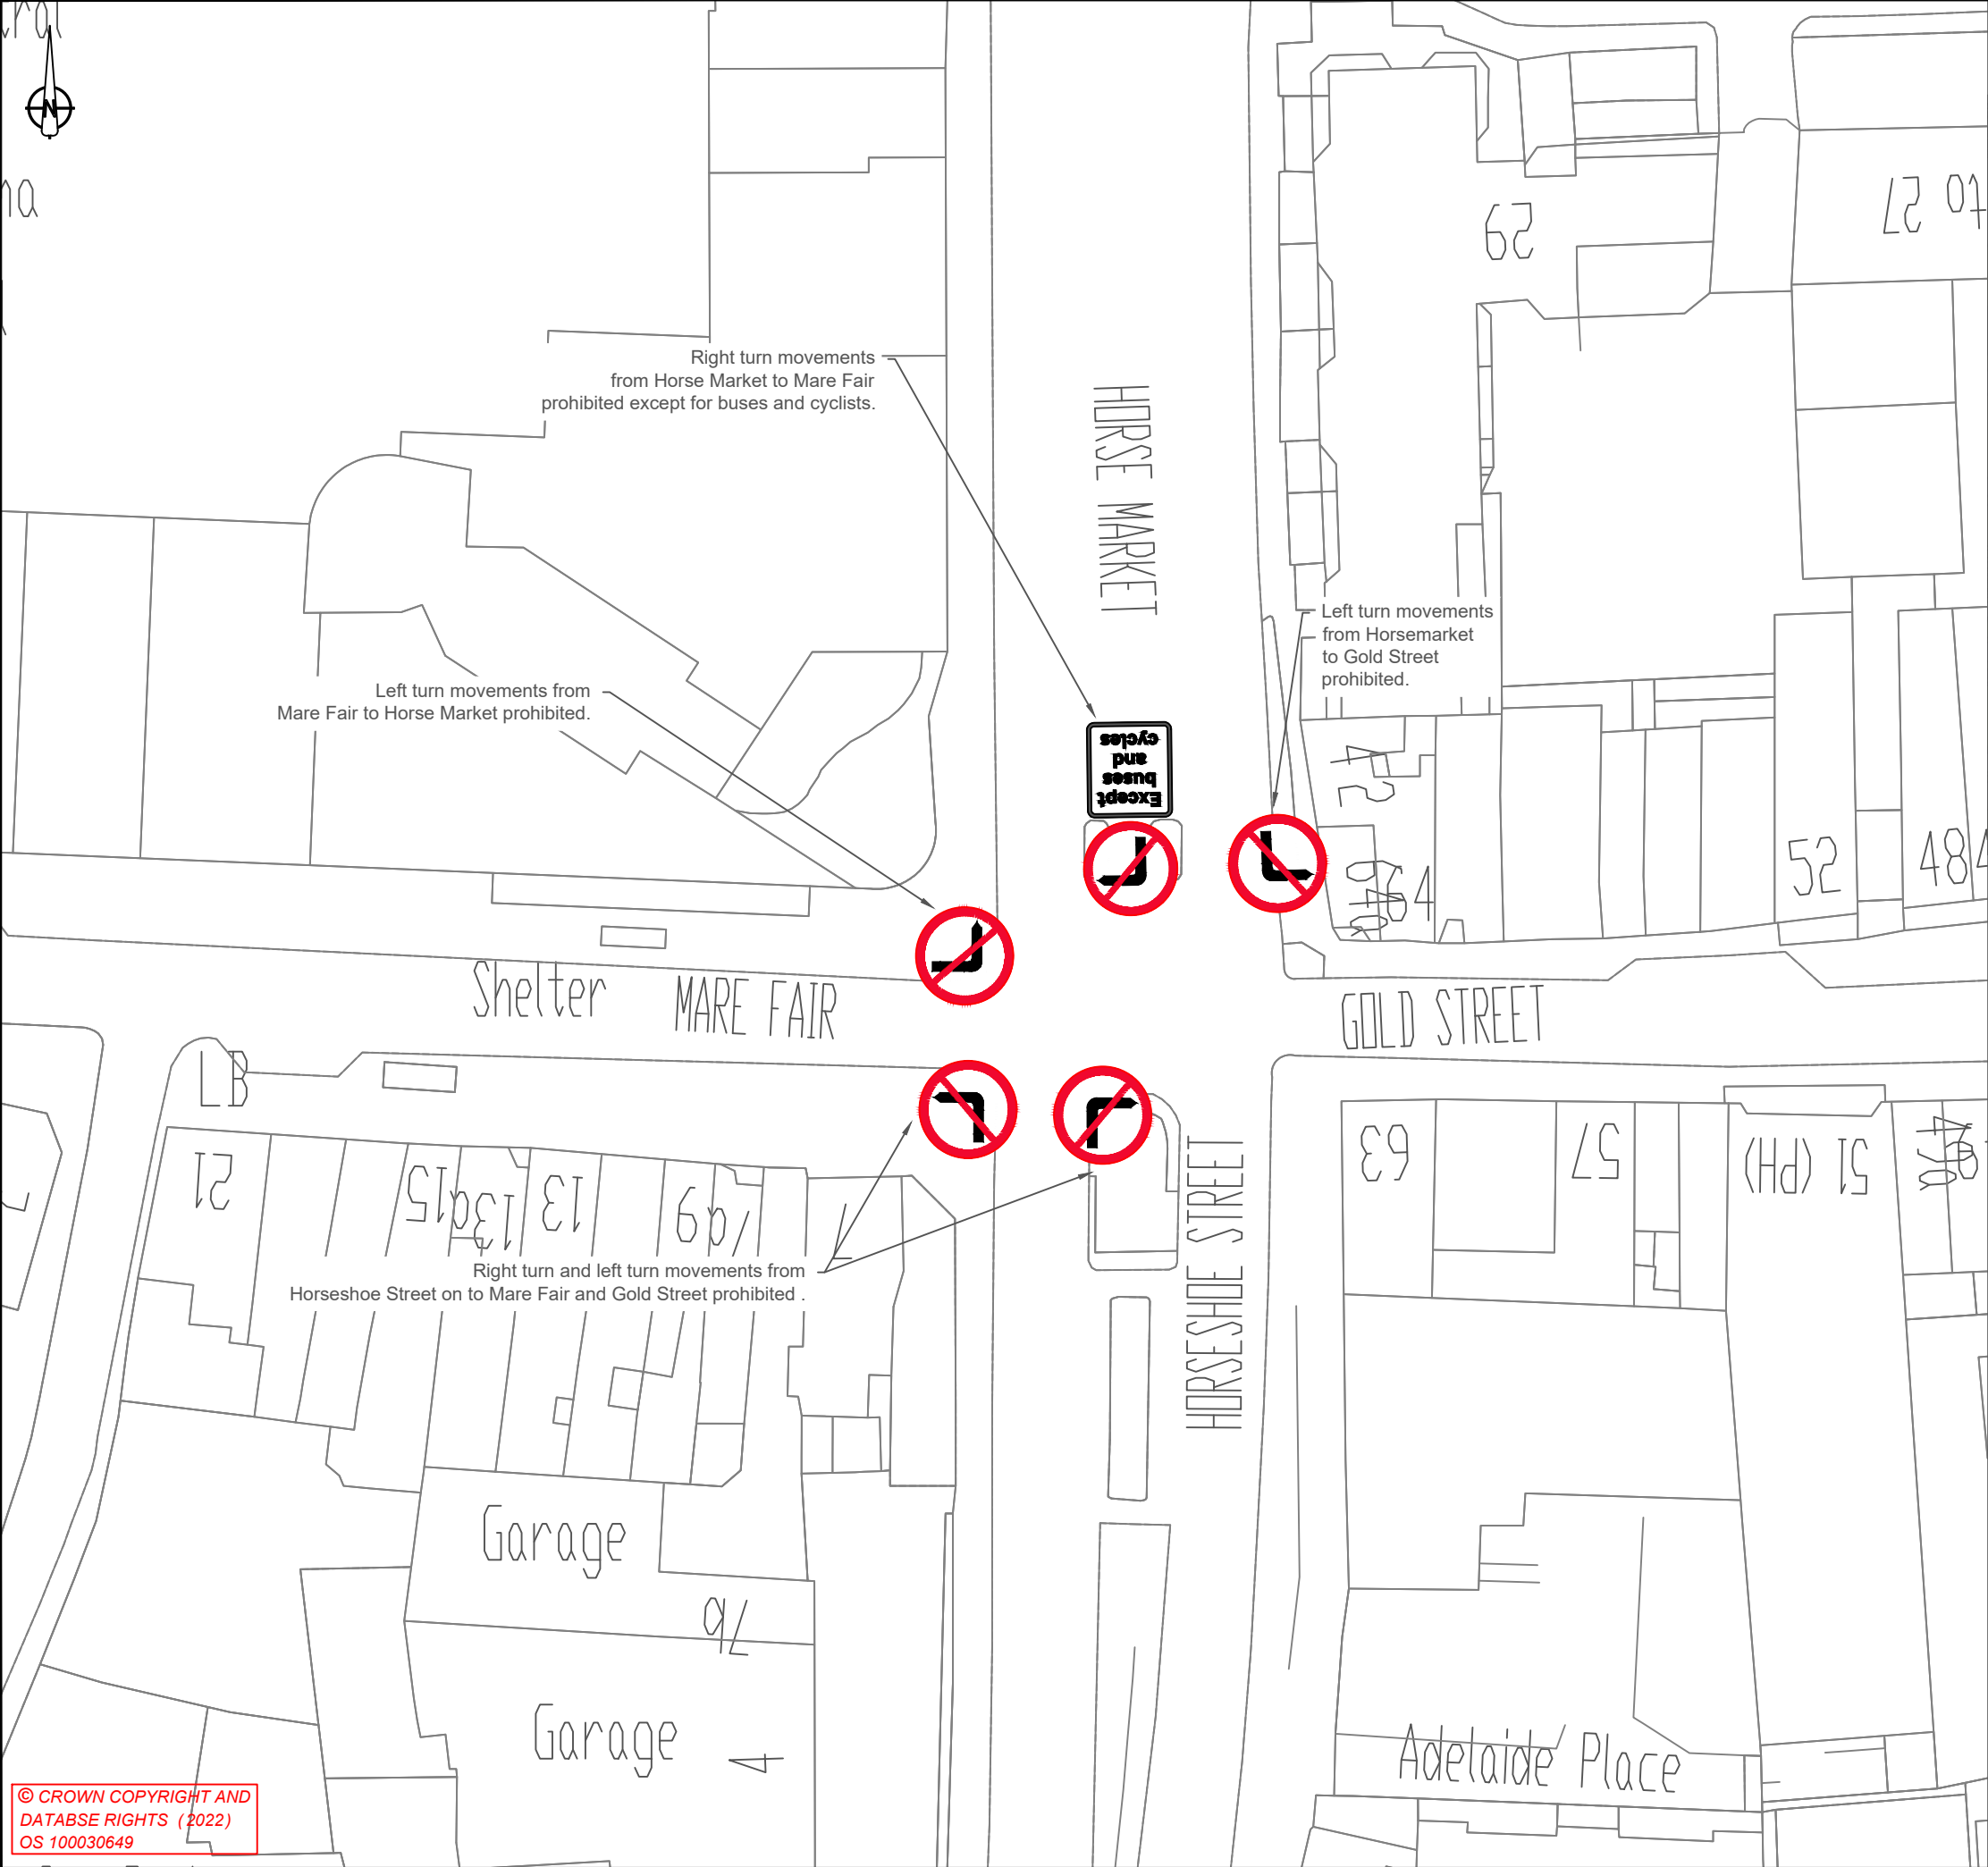 N
29
to 27
Right turn movements
from Horse Market to Mare Fair
prohibited except for buses and cyclists.
HORSE MARKET
Left turn movements
from Horsemarket
to Gold Street
prohibited.
Left turn movements from
Mare Fair to Horse Market prohibited.
Except
buses
and
cycles
52
Shelter
MARE FAIR
GOLD STREET
LB
21
15
13
63
57
51 (PH)
HORSESHOE STREET
Right turn and left turn movements from
Horseshoe Street on to Mare Fair and Gold Street prohibited .
Garage
Garage
Adelaide Place
© CROWN COPYRIGHT AND
DATABSE RIGHTS (2022)
OS 100030649